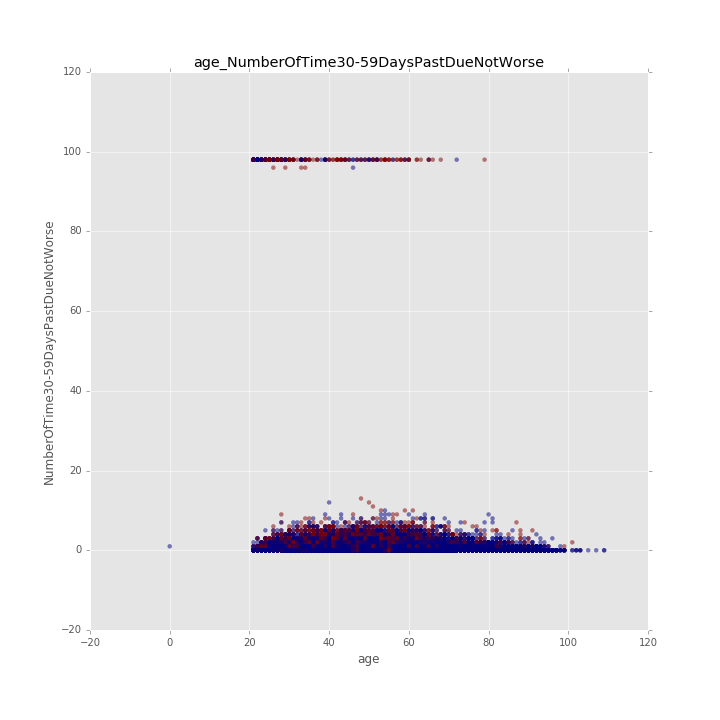 age_NumberOfTime30-59DaysPastDueNotWorse
120
100
80
60
40
20
0
−20
NumberOfTime30-59DaysPastDueNotWorse
−20 0 20 40 60 80 100 120
age